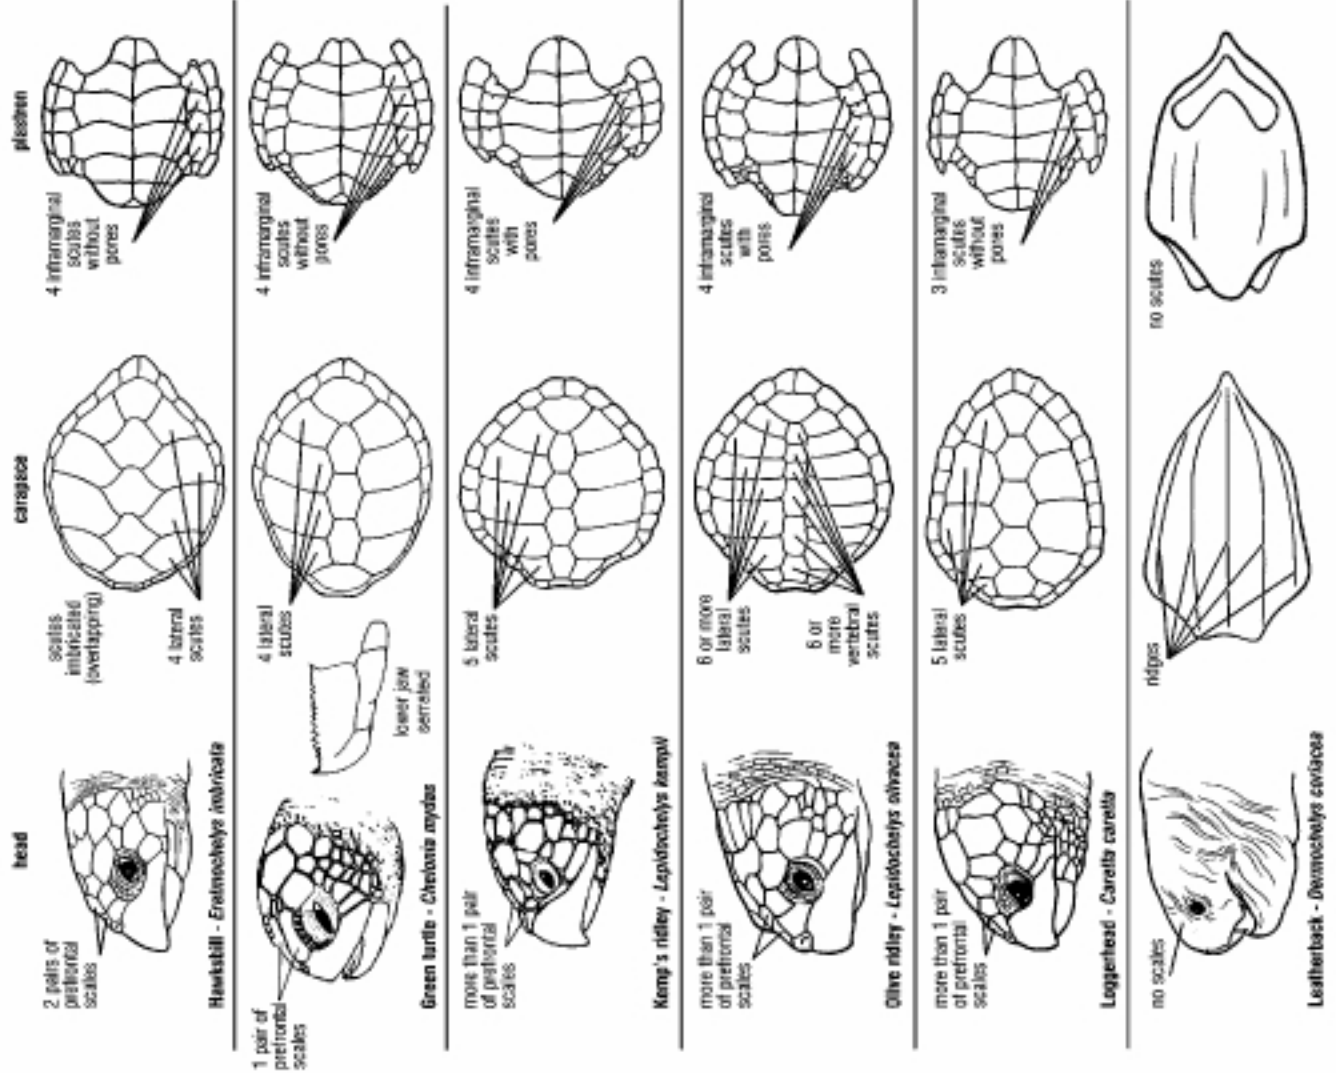 head
carapace
plastron
2 pairs of
prefrontal
scales
scutes
imbricated
(overlapping)
4 lateral
scutes
4 inframarginal
scutes
without
pores
Hawksbill - Eretmochelys imbricata
1 pair of
prefrontal
scales
lower jaw
serrated
4 lateral
scutes
4 inframarginal
scutes
without
pores
Green turtle - Chelonia mydas
more than 1 pair
of prefrontal
scales
5 lateral
scutes
4 inframarginal
scutes
with
pores
Kemp's ridley - Lepidochelys kempii
more than 1 pair
of prefrontal
scales
6 or more
lateral
scutes
6 or
more
vertebral
scutes
4 inframarginal
scutes
with
pores
Olive ridley - Lepidochelys olivacea
more than 1 pair
of prefrontal
scales
5 lateral
scutes
3 inframarginal
scutes
without
pores
Loggerhead - Caretta caretta
no scales
ridges
no scutes
Leatherback - Dermochelys coriacea